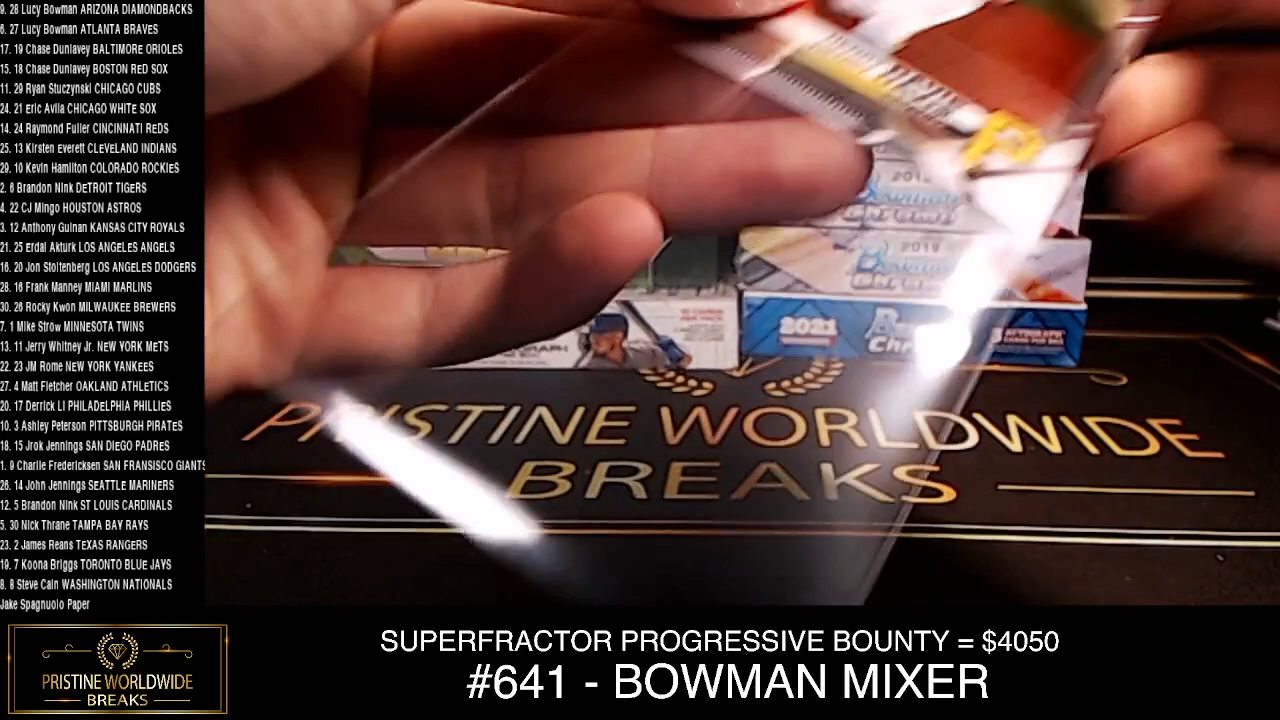 9. 28 Lucy Bowman ARIZONA DIAMONDBACKS
6. 27 Lucy Bowman ATLANTA BRAVES
17. 19 Chase Dunlavey BALTIMORE ORIOLES
15. 18 Chase Dunlavey BOSTON RED SOX
11. 29 Ryan Stuczynski CHICAGO CUBS
24. 21 Eric Avila CHICAGO WHITE SOX
14. 24 Raymond Fuller CINCINNATI REDS
25. 13 Kirsten Everett CLEVELAND INDIANS
29. 10 Kevin Hamilton COLORADO ROCKIES
2. 6 Brandon Nink DETROIT TIGERS
4. 22 CJ Mingo HOUSTON ASTROS
3. 12 Anthony Guinan KANSAS CITY ROYALS
21. 25 Erdal Akturk LOS ANGELES ANGELS
16. 20 Jon Stoltenberg LOS ANGELES DODGERS
28. 16 Frank Manney MIAMI MARLINS
30. 26 Rocky Kwon MILWAUKEE BREWERS
7. 1 Mike Strow MINNESOTA TWINS
13. 11 Jerry Whitney Jr. NEW YORK METS
22. 23 JM Rome NEW YORK YANKEES
27. 4 Matt Fletcher OAKLAND ATHLETICS
20. 17 Derrick Li PHILADELPHIA PHILLIES
10. 3 Ashley Peterson PITTSBURGH PIRATES
18. 15 Jrok Jennings SAN DIEGO PADRES
1. 9 Charlie Fredericksen SAN FRANSISCO GIANTS
26. 14 John Jennings SEATTLE MARINERS
12. 5 Brandon Nink ST LOUIS CARDINALS
5. 30 Nick Thrane TAMPA BAY RAYS
23. 2 James Reans TEXAS RANGERS
19. 7 Koona Briggs TORONTO BLUE JAYS
8. 8 Steve Cain WASHINGTON NATIONALS
Jake Spagnuolo Paper
2019
2021
PRISTINE WORLDWIDE
BREAKS
PRISTINE WORLDWIDE
BREAKS
SUPERFRACTOR PROGRESSIVE BOUNTY = $4050
#641 - BOWMAN MIXER